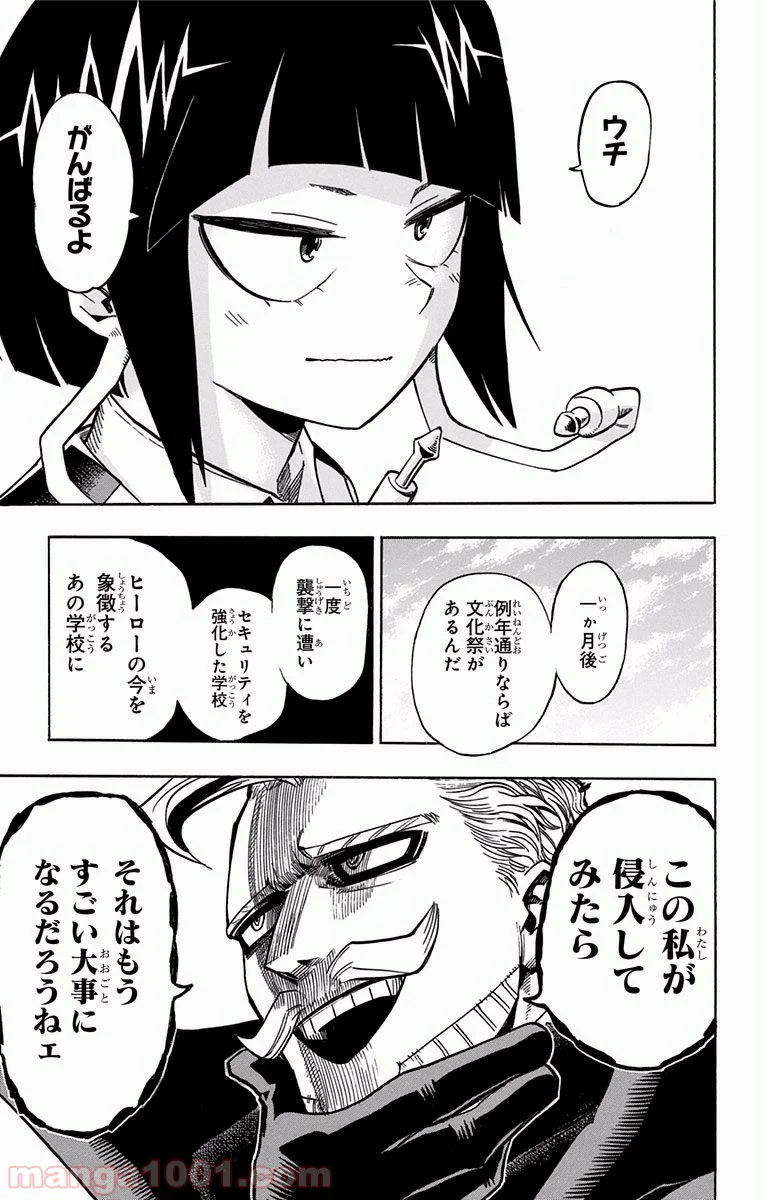 ウチ
がんばるよ
一か月後
例年通りならば
文化祭が
あるんだ
一度
襲撃に遭い
セキュリティを
強化した学校
ヒーローの今を
象徴する
あの学校に
この私が
侵入して
みたら
それはもう
すごい大事に
なるだろうねェ
manga1001.com